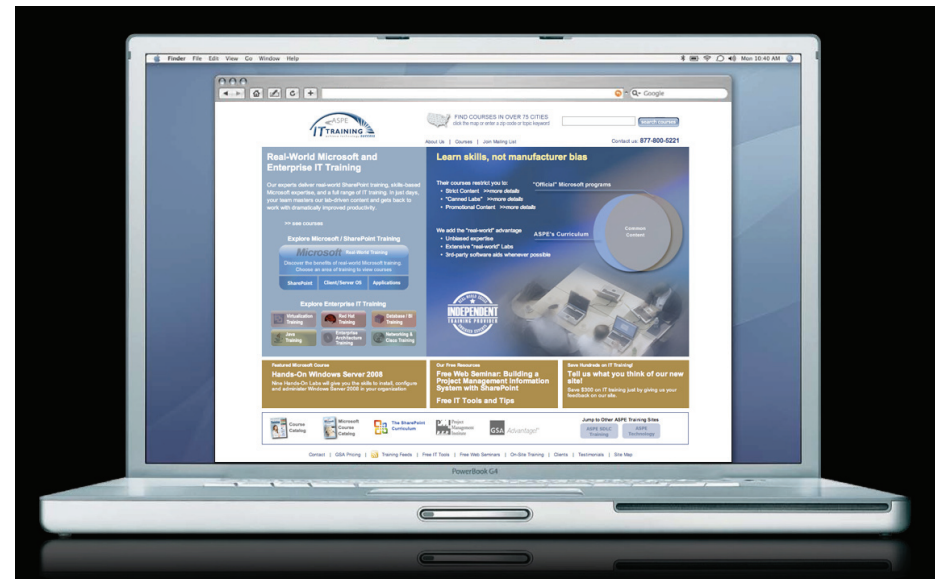 Finder File Edit View Go Window Help
Mon 10:40 AM
Google
ASPE
IT TRAINING
FIND COURSES IN OVER 75 CITIES
click the map or enter a zip code or topic keyword
search courses
About Us | Courses | Join Mailing List
Contact us: 877-800-5221
Real-World Microsoft and
Enterprise IT Training
Our experts deliver real-world SharePoint training, skills-based
Microsoft expertise, and a full range of IT training. In just days,
your team masters our lab-driven content and gets back to
work with dramatically improved productivity.
>> see courses
Explore Microsoft / SharePoint Training
Microsoft Real-World Training
Discover the benefits of real-world Microsoft training.
Choose an area of training to view courses.
SharePoint Client/Server OS Applications
Explore Enterprise IT Training
Virtualization
Training
Red Hat
Training
Database / BI
Training
Java
Training
Enterprise
Architecture
Training
Networking &
Cisco Training
Learn skills, not manufacturer bias
Their courses restrict you to:
• Strict Content >>more details
• "Canned Labs" >>more details
• Promotional Content >>more details
"Official" Microsoft programs
We add the "real-world" advantage
• Unbiased expertise
• Extensive "real-world" Labs
• 3rd-party software aids whenever possible
ASPE's Curriculum
Common
Content
REAL WORLD SKILLS
INDEPENDENT
TRAINING PROVIDER
Featured Microsoft Course
Hands-On Windows Server 2008
Nine Hands-On Labs will give you the skills to install, configure
and administer Windows Server 2008 in your organization
Our Free Resources
Free Web Seminar: Building a
Project Management Information
System with SharePoint
Free IT Tools and Tips
Save Hundreds on IT Training!
Tell us what you think of our new
site!
Save $300 on IT training just by giving us your
feedback on our site.
Course
Catalog
Microsoft
Course
Catalog
The SharePoint
Curriculum
Project
Management
Institute
GSA Advantage!
Jump to Other ASPE Training Sites
ASPE SDLC
Training
ASPE
Technology
Contact | GSA Pricing | Training Feeds | Free IT Tools | Free Web Seminars | On-Site Training | Clients | Testimonials | Site Map
PowerBook G4